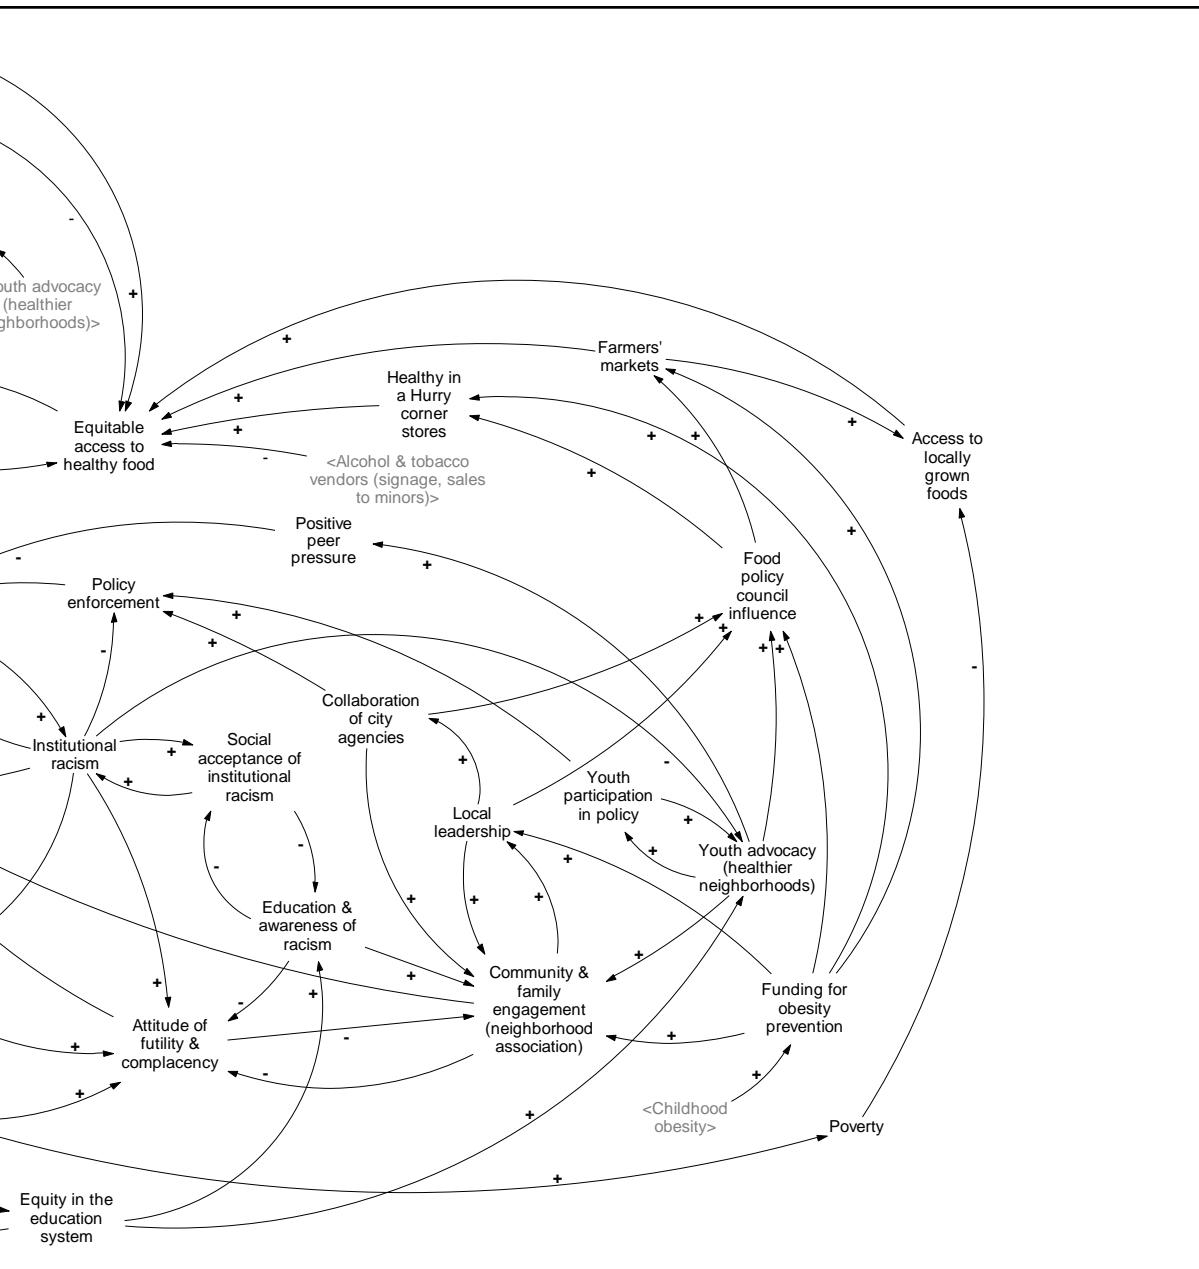 outh advocacy
(healthier
ghborhoods)>
Farmers'
markets
Healthy in
a Hurry
corner
stores
Equitable
access to
healthy food
Access to
locally
grown
foods
<Alcohol & tobacco
vendors (signage, sales
to minors)>
Positive
peer
pressure
Food
policy
council
influence
Policy
enforcement
Collaboration
of city
agencies
Institutional
racism
Social
acceptance of
institutional
racism
Youth
participation
in policy
Local
leadership
Youth advocacy
(healthier
neighborhoods)
Education &
awareness of
racism
Community &
family
engagement
(neighborhood
association)
Funding for
obesity
prevention
Attitude of
futility &
complacency
<Childhood
obesity>
Poverty
Equity in the
education
system